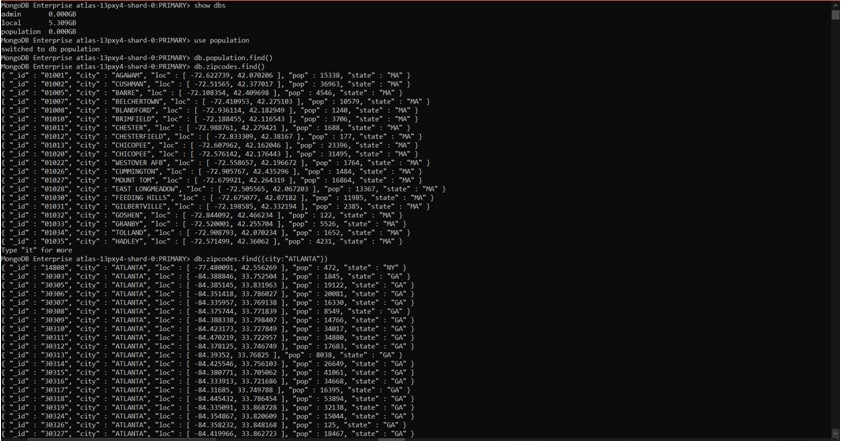 MongoDB Enterprise atlas-13pxy4-shard-0:PRIMARY> show dbs
admin       0.000GB
local       5.309GB
population  0.000GB
MongoDB Enterprise atlas-13pxy4-shard-0:PRIMARY> use population
switched to db population
MongoDB Enterprise atlas-13pxy4-shard-0:PRIMARY> db.population.find()
MongoDB Enterprise atlas-13pxy4-shard-0:PRIMARY> db.zipcodes.find()
{ "_id" : "01001", "city" : "AGAWAM", "loc" : [ -72.622739, 42.070206 ], "pop" : 15338, "state" : "MA" }
{ "_id" : "01002", "city" : "CUSHMAN", "loc" : [ -72.51565, 42.377017 ], "pop" : 36963, "state" : "MA" }
{ "_id" : "01005", "city" : "BARRE", "loc" : [ -72.108354, 42.409698 ], "pop" : 4546, "state" : "MA" }
{ "_id" : "01007", "city" : "BELCHERTOWN", "loc" : [ -72.410953, 42.275103 ], "pop" : 10579, "state" : "MA" }
{ "_id" : "01008", "city" : "BLANDFORD", "loc" : [ -72.936114, 42.182949 ], "pop" : 1240, "state" : "MA" }
{ "_id" : "01010", "city" : "BRIMFIELD", "loc" : [ -72.188455, 42.116543 ], "pop" : 3706, "state" : "MA" }
{ "_id" : "01011", "city" : "CHESTER", "loc" : [ -72.988761, 42.279421 ], "pop" : 1688, "state" : "MA" }
{ "_id" : "01012", "city" : "CHESTERFIELD", "loc" : [ -72.833309, 42.38167 ], "pop" : 177, "state" : "MA" }
{ "_id" : "01013", "city" : "CHICOPEE", "loc" : [ -72.607962, 42.162046 ], "pop" : 23396, "state" : "MA" }
{ "_id" : "01020", "city" : "CHICOPEE", "loc" : [ -72.576142, 42.176443 ], "pop" : 31495, "state" : "MA" }
{ "_id" : "01022", "city" : "WESTOVER AFB", "loc" : [ -72.558657, 42.196672 ], "pop" : 1764, "state" : "MA" }
{ "_id" : "01026", "city" : "CUMMINGTON", "loc" : [ -72.905767, 42.435296 ], "pop" : 1484, "state" : "MA" }
{ "_id" : "01027", "city" : "MOUNT TOM", "loc" : [ -72.679921, 42.264319 ], "pop" : 16864, "state" : "MA" }
{ "_id" : "01028", "city" : "EAST LONGMEADOW", "loc" : [ -72.505565, 42.067203 ], "pop" : 13367, "state" : "MA" }
{ "_id" : "01030", "city" : "FEEDING HILLS", "loc" : [ -72.675077, 42.07182 ], "pop" : 11985, "state" : "MA" }
{ "_id" : "01031", "city" : "GILBERTVILLE", "loc" : [ -72.198585, 42.332194 ], "pop" : 2385, "state" : "MA" }
{ "_id" : "01032", "city" : "GOSHEN", "loc" : [ -72.844092, 42.466234 ], "pop" : 122, "state" : "MA" }
{ "_id" : "01033", "city" : "GRANBY", "loc" : [ -72.520001, 42.255704 ], "pop" : 5526, "state" : "MA" }
{ "_id" : "01034", "city" : "TOLLAND", "loc" : [ -72.908793, 42.070234 ], "pop" : 1652, "state" : "MA" }
{ "_id" : "01035", "city" : "HADLEY", "loc" : [ -72.571499, 42.36062 ], "pop" : 4231, "state" : "MA" }
Type "it" for more
MongoDB Enterprise atlas-13pxy4-shard-0:PRIMARY> db.zipcodes.find({city:"ATLANTA"})
{ "_id" : "14808", "city" : "ATLANTA", "loc" : [ -77.480091, 42.556269 ], "pop" : 472, "state" : "NY" }
{ "_id" : "30303", "city" : "ATLANTA", "loc" : [ -84.388846, 33.752504 ], "pop" : 1845, "state" : "GA" }
{ "_id" : "30305", "city" : "ATLANTA", "loc" : [ -84.385145, 33.831963 ], "pop" : 19122, "state" : "GA" }
{ "_id" : "30306", "city" : "ATLANTA", "loc" : [ -84.351418, 33.786027 ], "pop" : 20081, "state" : "GA" }
{ "_id" : "30307", "city" : "ATLANTA", "loc" : [ -84.335957, 33.769138 ], "pop" : 16330, "state" : "GA" }
{ "_id" : "30308", "city" : "ATLANTA", "loc" : [ -84.375744, 33.771839 ], "pop" : 8549, "state" : "GA" }
{ "_id" : "30309", "city" : "ATLANTA", "loc" : [ -84.388338, 33.798407 ], "pop" : 14766, "state" : "GA" }
{ "_id" : "30310", "city" : "ATLANTA", "loc" : [ -84.423173, 33.727849 ], "pop" : 34017, "state" : "GA" }
{ "_id" : "30311", "city" : "ATLANTA", "loc" : [ -84.470219, 33.722957 ], "pop" : 34880, "state" : "GA" }
{ "_id" : "30312", "city" : "ATLANTA", "loc" : [ -84.378125, 33.746749 ], "pop" : 17683, "state" : "GA" }
{ "_id" : "30313", "city" : "ATLANTA", "loc" : [ -84.39352, 33.76825 ], "pop" : 8038, "state" : "GA" }
{ "_id" : "30314", "city" : "ATLANTA", "loc" : [ -84.425546, 33.756103 ], "pop" : 26649, "state" : "GA" }
{ "_id" : "30315", "city" : "ATLANTA", "loc" : [ -84.380771, 33.705062 ], "pop" : 41061, "state" : "GA" }
{ "_id" : "30316", "city" : "ATLANTA", "loc" : [ -84.333913, 33.721686 ], "pop" : 34668, "state" : "GA" }
{ "_id" : "30317", "city" : "ATLANTA", "loc" : [ -84.31685, 33.749788 ], "pop" : 16395, "state" : "GA" }
{ "_id" : "30318", "city" : "ATLANTA", "loc" : [ -84.445432, 33.786454 ], "pop" : 53894, "state" : "GA" }
{ "_id" : "30319", "city" : "ATLANTA", "loc" : [ -84.335091, 33.868728 ], "pop" : 32138, "state" : "GA" }
{ "_id" : "30324", "city" : "ATLANTA", "loc" : [ -84.354867, 33.820609 ], "pop" : 15044, "state" : "GA" }
{ "_id" : "30326", "city" : "ATLANTA", "loc" : [ -84.358232, 33.848168 ], "pop" : 125, "state" : "GA" }
{ "_id" : "30327", "city" : "ATLANTA", "loc" : [ -84.419966, 33.862723 ], "pop" : 18467, "state" : "GA" }